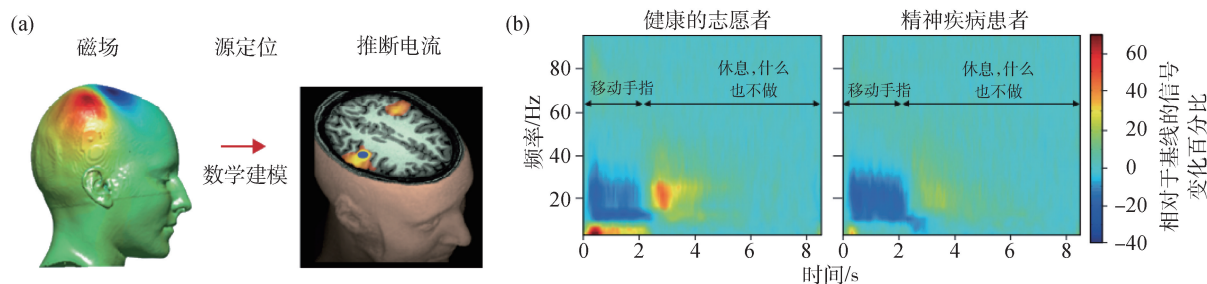 (a)
磁场
源定位
推断电流
数学建模
(b)
健康的志愿者
精神疾病患者
频率/Hz
80
60
40
20
移动手指
休息,什么
也不做
移动手指
休息,什么
也不做
0
2
4
6
8
0
2
4
6
8
时间/s
60
40
20
0
-20
-40
相对于基线的信号
变化百分比